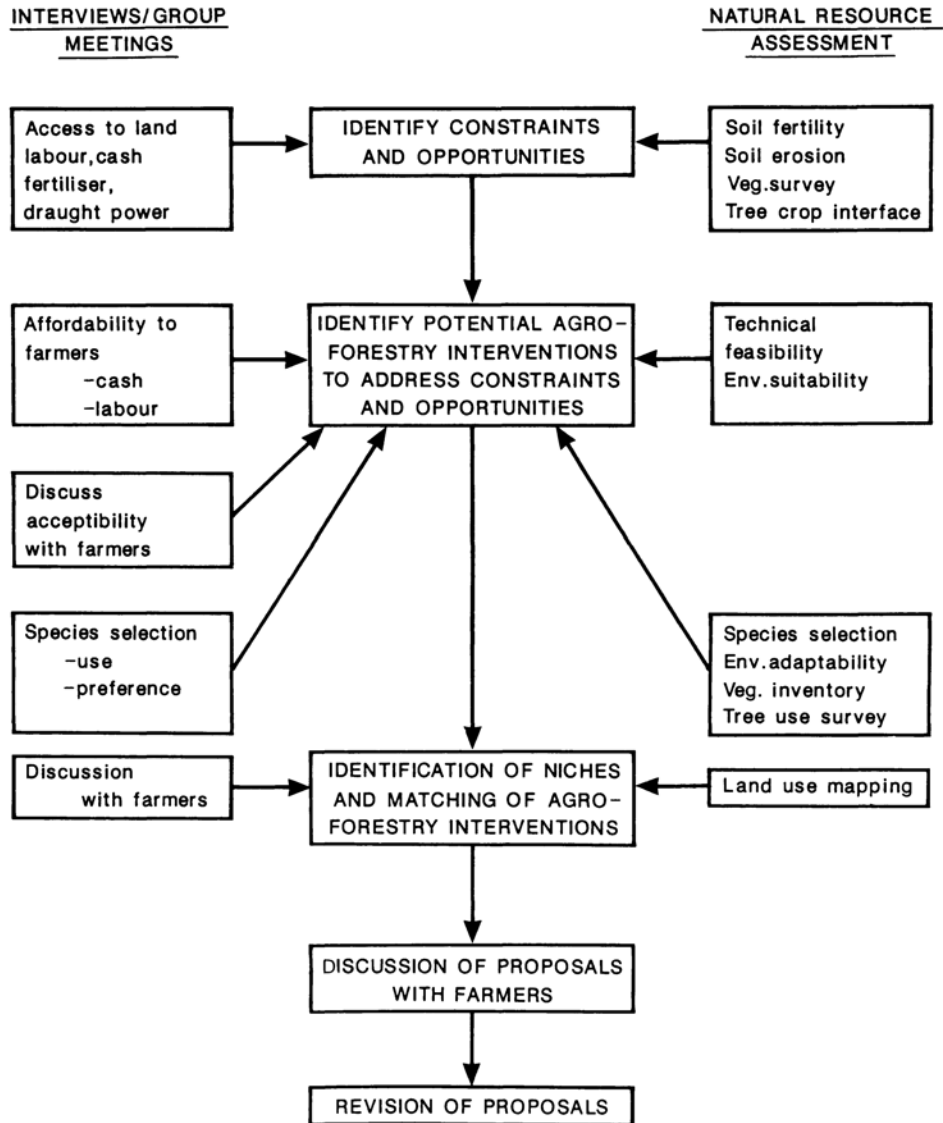 INTERVIEWS/GROUP
MEETINGS
NATURAL RESOURCE
ASSESSMENT
Access to land
labour,cash
fertiliser,
draught power
IDENTIFY CONSTRAINTS
AND OPPORTUNITIES
Soil fertility
Soil erosion
Veg.survey
Tree crop interface
Affordability to
farmers
-cash
-labour
IDENTIFY POTENTIAL AGRO-
FORESTRY INTERVENTIONS
TO ADDRESS CONSTRAINTS
AND OPPORTUNITIES
Technical
feasibility
Env.suitability
Discuss
acceptibility
with farmers
Species selection
-use
-preference
Species selection
Env.adaptability
Veg. inventory
Tree use survey
Discussion
with farmers
IDENTIFICATION OF NICHES
AND MATCHING OF AGRO-
FORESTRY INTERVENTIONS
Land use mapping
DISCUSSION OF PROPOSALS
WITH FARMERS
REVISION OF PROPOSALS